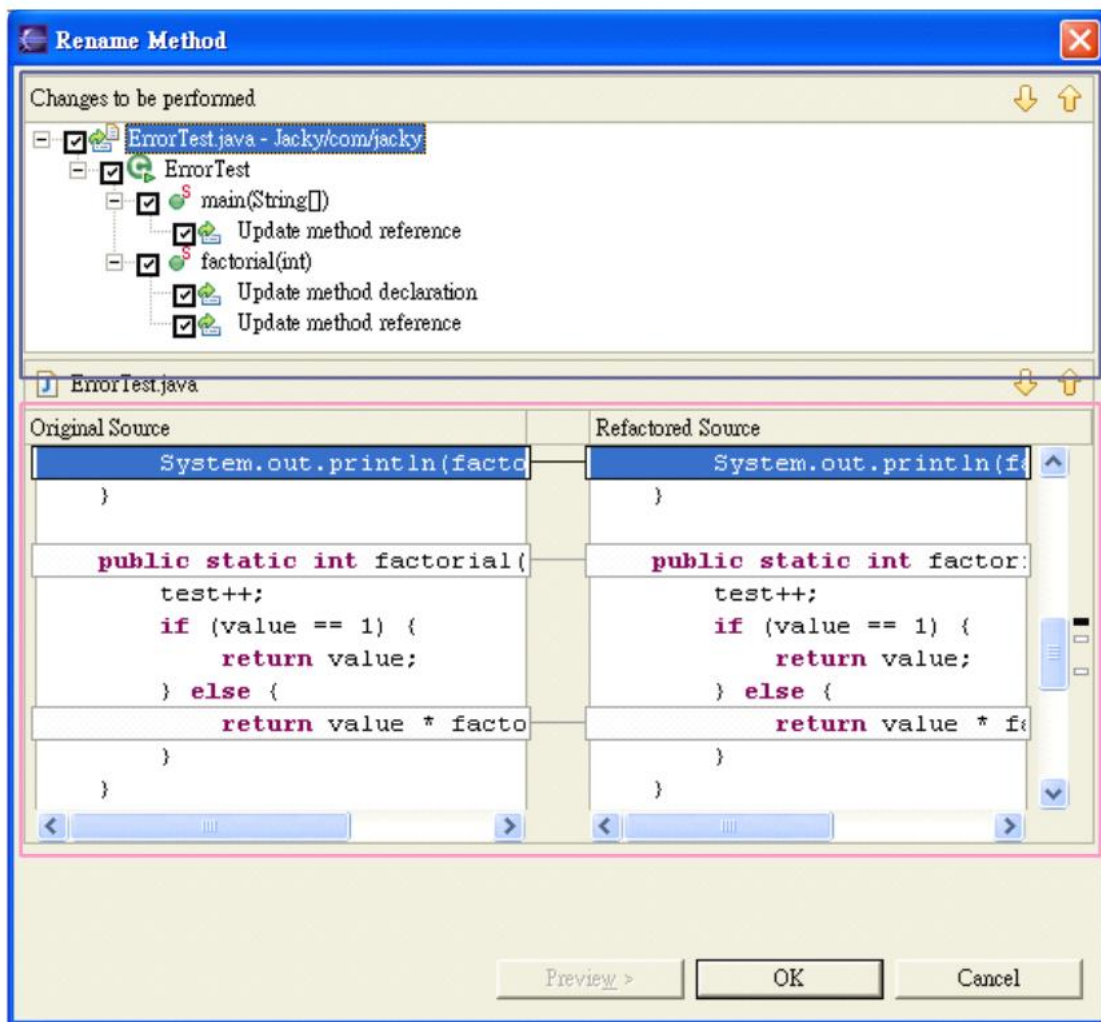 Rename Method
Changes to be performed
ErrorTest.java - Jacky/com/jacky
ErrorTest
main(String[])
Update method reference
factorial(int)
Update method declaration
Update method reference
ErrorTest.java
Original Source
System.out.println(facto
}
public static int factorial(
test++;
if (value == 1) {
return value;
} else {
return value * facto
}
}
Refactored Source
System.out.println(fa
}
public static int factori
test++;
if (value == 1) {
return value;
} else {
return value * fa
}
}
Preview >
OK
Cancel